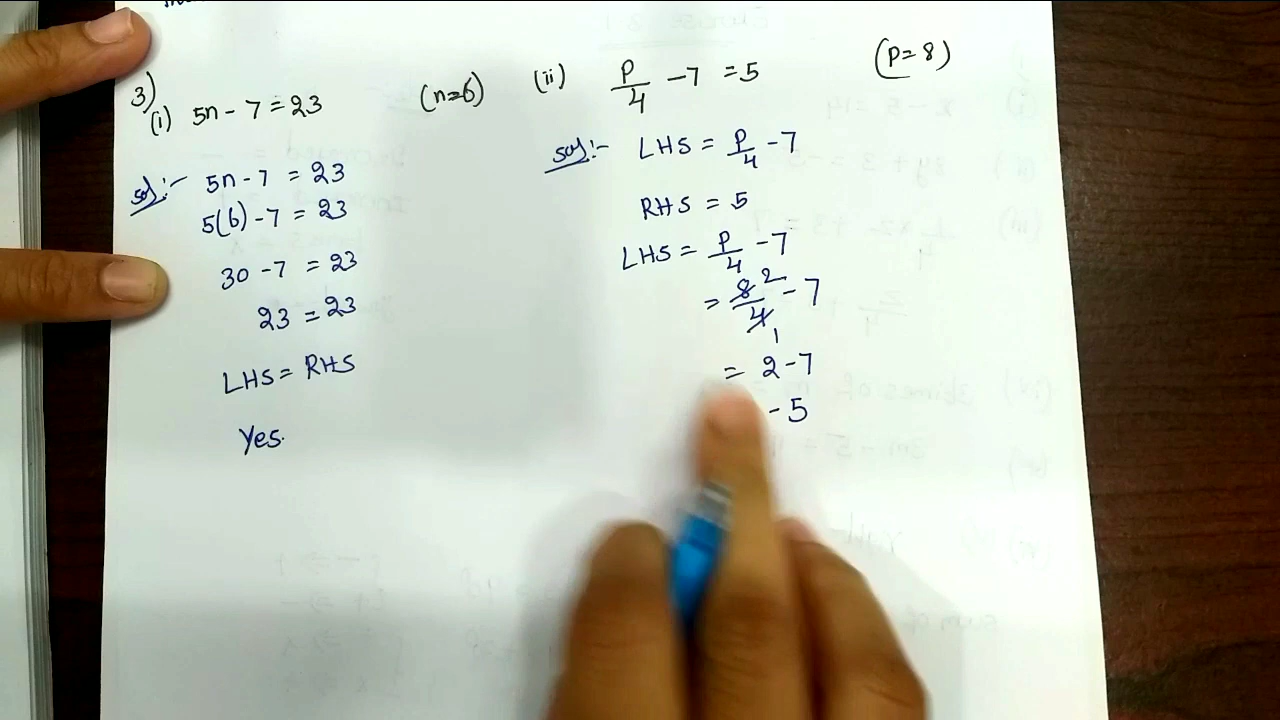 3)
(i) 5n - 7 = 23 (n=6)
Sol:- 5n - 7 = 23
5(6) - 7 = 23
30 - 7 = 23
23 = 23
LHS = RHS
Yes.
(ii) P/4 - 7 = 5 (P=8)
Sol:- LHS = P/4 - 7
RHS = 5
LHS = P/4 - 7
= 8/4 2/1 - 7
= 2 - 7
- 5